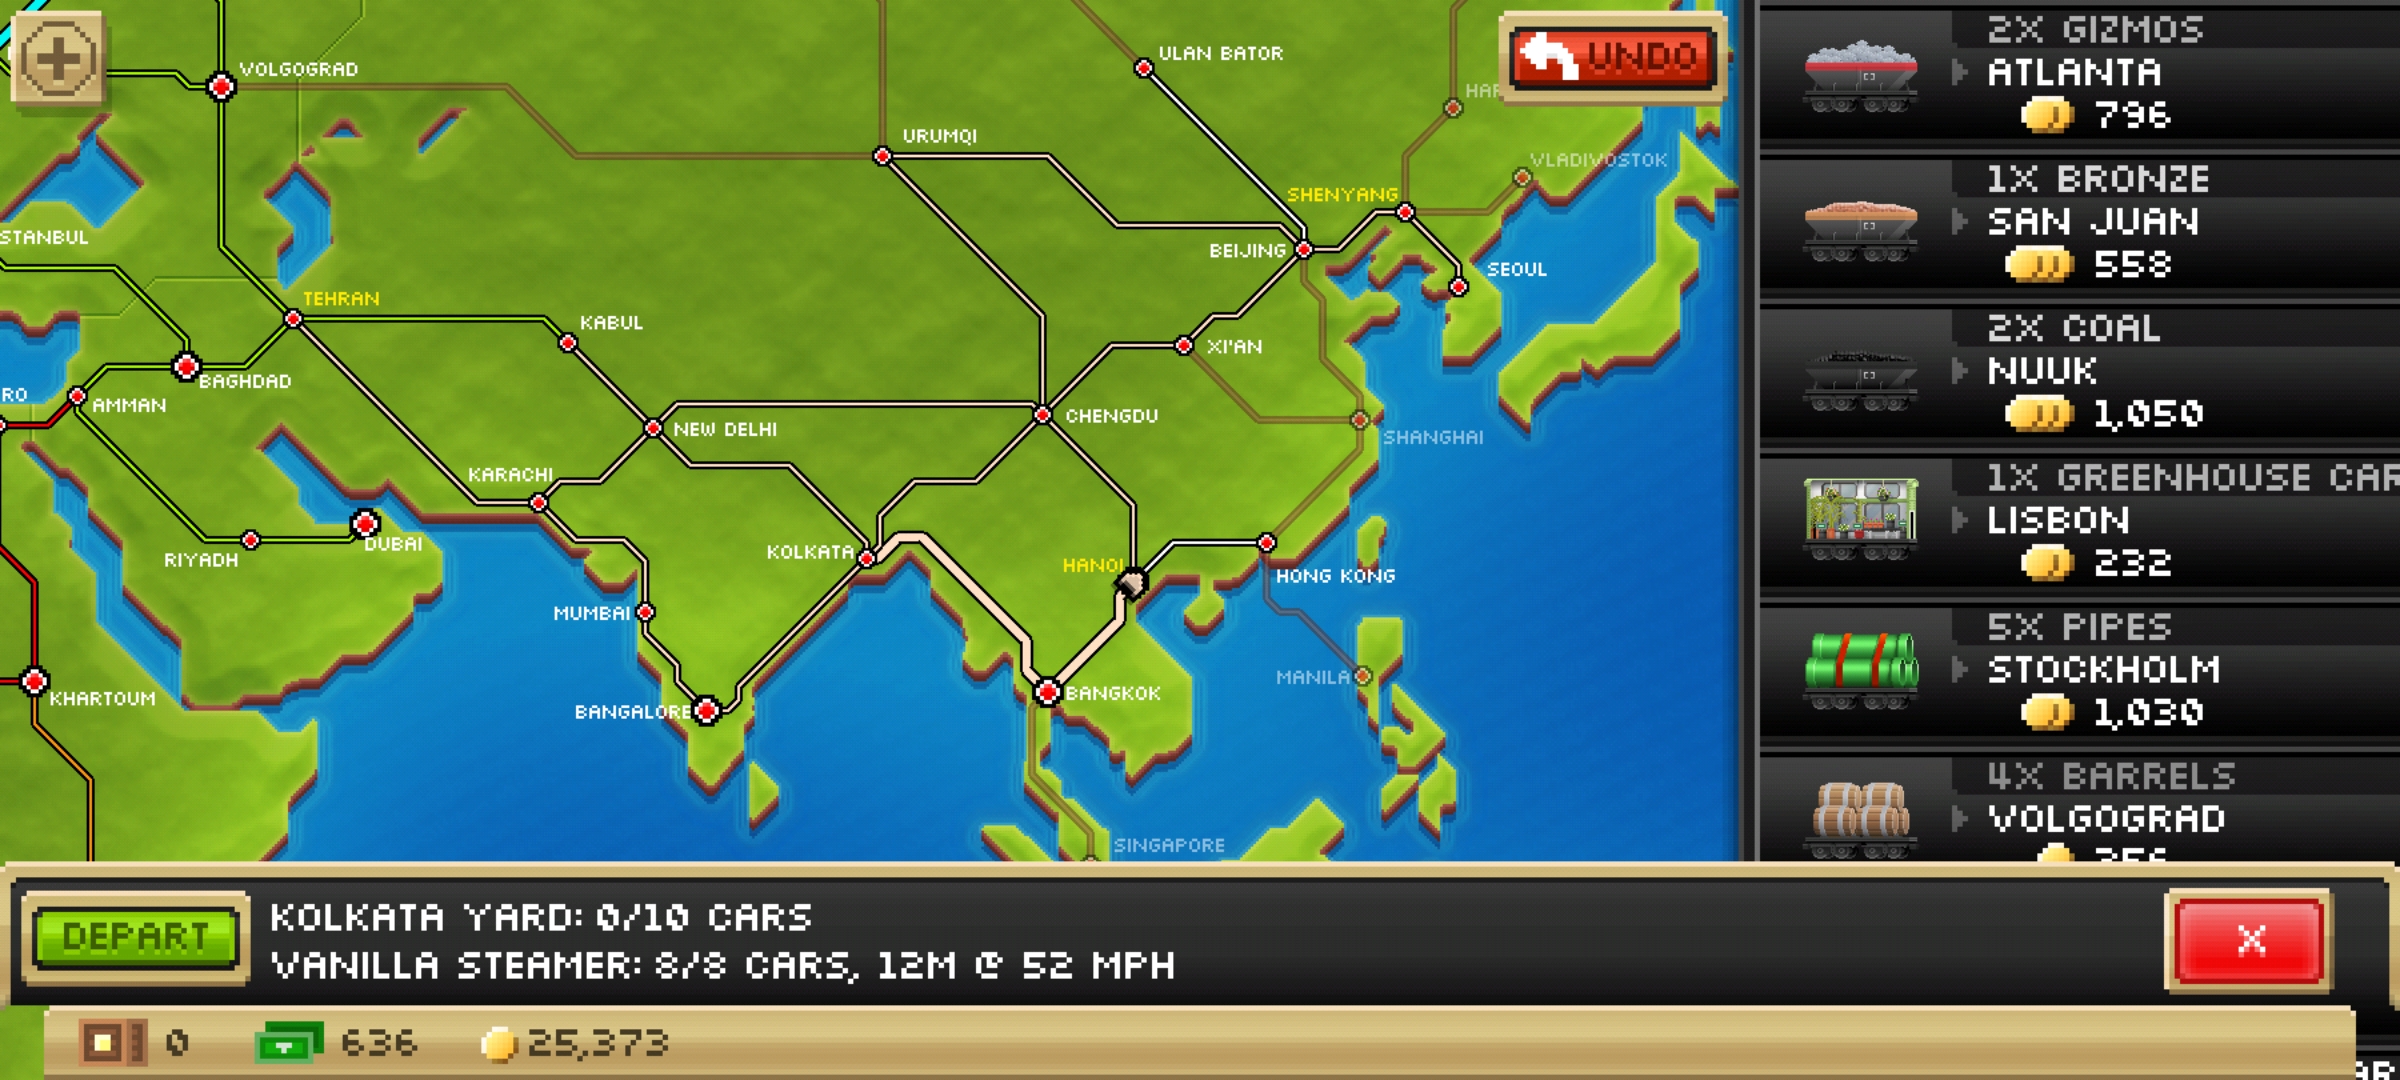 VOLGOGRAD
ULAN BATOR
UNDO
URUMQI
VLADIVOSTOK
SHENYANG
STANBUL
BEIJING
SEOUL
TEHRAN
KABUL
XI'AN
BAGHDAD
RO
AMMAN
NEW DELHI
CHENGDU
SHANGHAI
KARACHI
KOLKATA
RIYADH
DUBAI
HANOI
HONG KONG
MUMBAI
MANILA
KHARTOUM
BANGALORE
BANGKOK
SINGAPORE
2X GIZMOS
ATLANTA
796
1X BRONZE
SAN JUAN
558
2X COAL
NUUK
1,050
1X GREENHOUSE CAR
LISBON
232
5X PIPES
STOCKHOLM
1,030
4X BARRELS
VOLGOGRAD
DEPART
KOLKATA YARD: 0/10 CARS
VANILLA STEAMER: 8/8 CARS, 12M @ 52 MPH
X
0
636
25,373